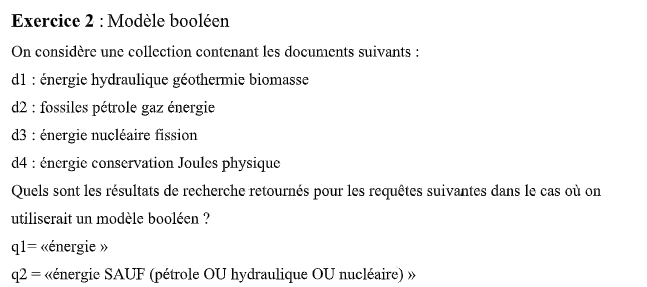 Exercice 2 : Modèle booléen
On considère une collection contenant les documents suivants :
d1 : énergie hydraulique géothermie biomasse
d2 : fossiles pétrole gaz énergie
d3 : énergie nucléaire fission
d4 : énergie conservation Joules physique
Quels sont les résultats de recherche retournés pour les requêtes suivantes dans le cas où on
utiliserait un modèle booléen ?
q1= «énergie »
q2 = «énergie SAUF (pétrole OU hydraulique OU nucléaire) »